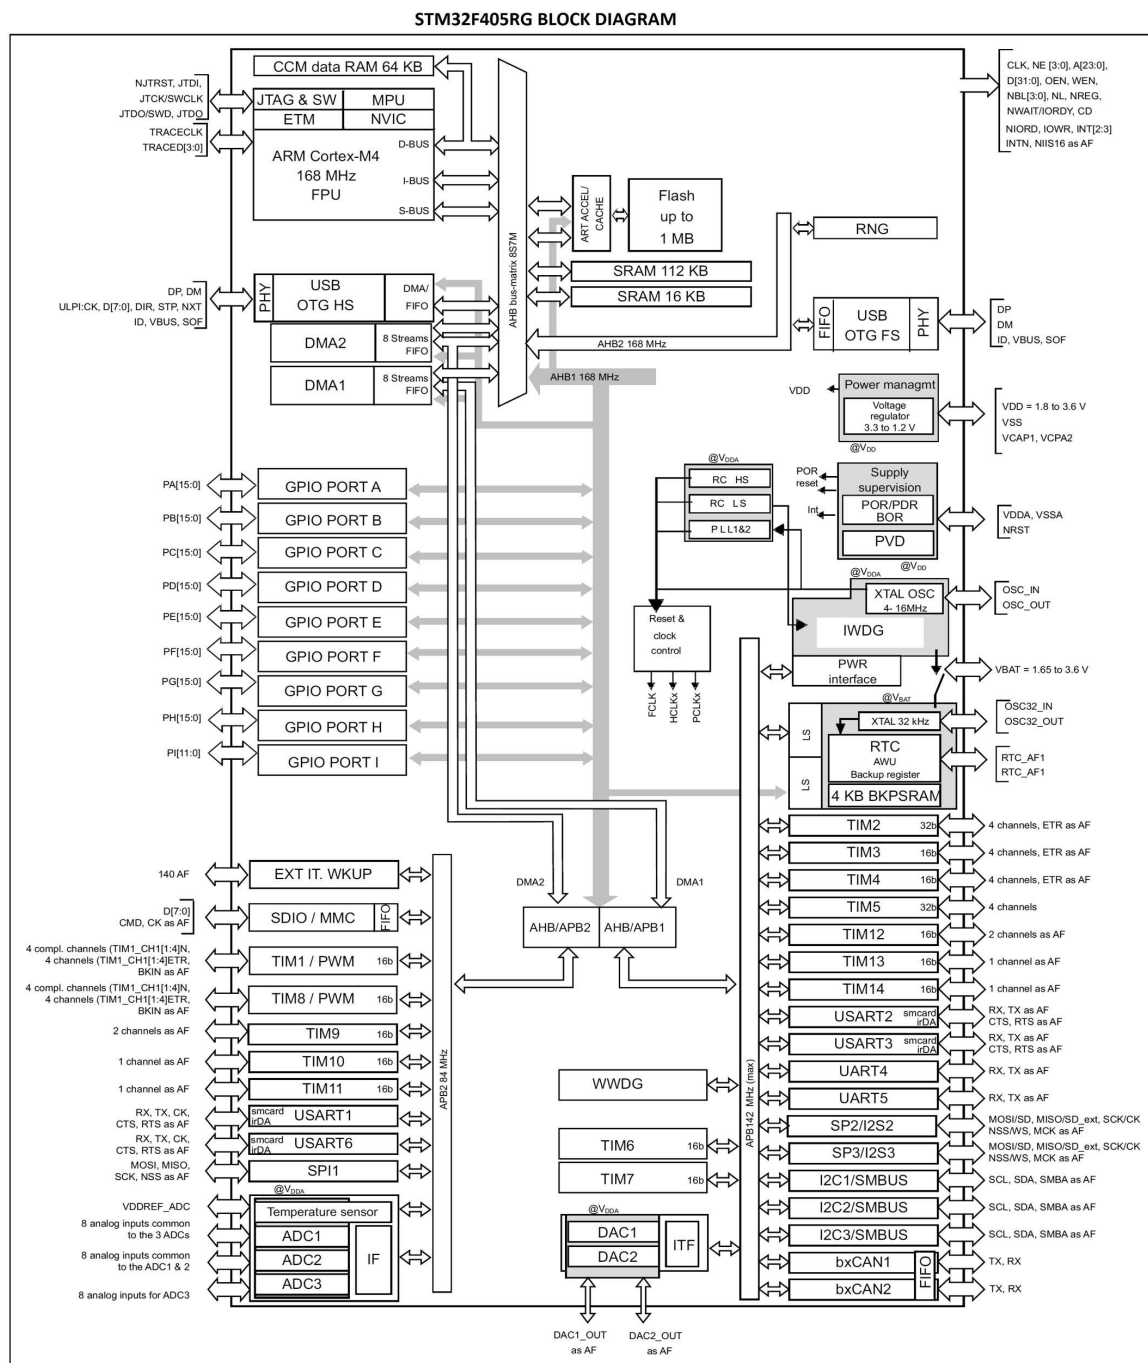 STM32F405RG BLOCK DIAGRAM
CCM data RAM 64 KB
NJTRST, JTDI,
JTCK/SWCLK
JTDO/SWD, JTDO
TRACECLK
TRACED[3:0]
JTAG & SW
MPU
ETM
NVIC
ARM Cortex-M4
168 MHz
FPU
D-BUS
I-BUS
S-BUS
AHB bus-matrix 8S7M
ART ACCEL/
CACHE
Flash
up to
1 MB
SRAM 112 KB
SRAM 16 KB
AHB2 168 MHz
AHB1 168 MHz
CLK, NE [3:0], A[23:0],
D[31:0], OEN, WEN,
NBL[3:0], NL, NREG,
NWAIT/IORDY, CD
NIORD, IOWR, INT[2:3]
INTN, NIIS16 as AF
RNG
FIFO
USB
OTG FS
PHY
DP
DM
ID, VBUS, SOF
DP, DM
ULPI:CK, D[7:0], DIR, STP, NXT
ID, VBUS, SOF
PHY
USB
OTG HS
DMA/
FIFO
DMA2
8 Streams
FIFO
DMA1
8 Streams
FIFO
VDD
Power managmt
Voltage
regulator
3.3 to 1.2 V
@VDD
VDD = 1.8 to 3.6 V
VSS
VCAP1, VCPA2
@VDDA
RC HS
RC LS
PLL1&2
POR
reset
Int
Supply
supervision
POR/PDR
BOR
PVD
@VDD
VDDA, VSSA
NRST
@VDDA
XTAL OSC
4- 16MHz
IWDG
OSC_IN
OSC_OUT
PWR
interface
VBAT = 1.65 to 3.6 V
Reset &
clock
control
FCLK
HCLKx
PCLKx
@VBAT
LS
LS
XTAL 32 kHz
RTC
AWU
Backup register
4 KB BKPSRAM
OSC32_IN
OSC32_OUT
RTC_AF1
RTC_AF1
PA[15:0]
GPIO PORT A
PB[15:0]
GPIO PORT B
PC[15:0]
GPIO PORT C
PD[15:0]
GPIO PORT D
PE[15:0]
GPIO PORT E
PF[15:0]
GPIO PORT F
PG[15:0]
GPIO PORT G
PH[15:0]
GPIO PORT H
PI[11:0]
GPIO PORT I
DMA2
DMA1
AHB/APB2
AHB/APB1
140 AF
EXT IT. WKUP
D[7:0]
CMD, CK as AF
SDIO / MMC
FIFO
4 compl. channels (TIM1_CH1[1:4]N,
4 channels (TIM1_CH1[1:4]ETR,
BKIN as AF
TIM1 / PWM 16b
4 compl. channels (TIM1_CH1[1:4]N,
4 channels (TIM1_CH1[1:4]ETR,
BKIN as AF
TIM8 / PWM 16b
2 channels as AF
TIM9 16b
1 channel as AF
TIM10 16b
1 channel as AF
TIM11 16b
RX, TX, CK,
CTS, RTS as AF
smcard
irDA
USART1
RX, TX, CK,
CTS, RTS as AF
smcard
irDA
USART6
MOSI, MISO,
SCK, NSS as AF
SPI1
@VDDA
VDDREF_ADC
Temperature sensor
8 analog inputs common
to the 3 ADCs
ADC1
8 analog inputs common
to the ADC1 & 2
ADC2
8 analog inputs for ADC3
ADC3
IF
APB2 84 MHz
WWDG
TIM6 16b
TIM7 16b
@VDDA
DAC1
DAC2
ITF
DAC1_OUT
as AF
DAC2_OUT
as AF
APB142 MHz (max)
TIM2 32b
4 channels, ETR as AF
TIM3 16b
4 channels, ETR as AF
TIM4 16b
4 channels, ETR as AF
TIM5 32b
4 channels
TIM12 16b
2 channels as AF
TIM13 16b
1 channel as AF
TIM14 16b
1 channel as AF
USART2
smcard
irDA
RX, TX as AF
CTS, RTS as AF
USART3
smcard
irDA
RX, TX as AF
CTS, RTS as AF
UART4
RX, TX as AF
UART5
RX, TX as AF
SP2/I2S2
MOSI/SD, MISO/SD_ext, SCK/CK
NSS/WS, MCK as AF
SP3/I2S3
MOSI/SD, MISO/SD_ext, SCK/CK
NSS/WS, MCK as AF
I2C1/SMBUS
SCL, SDA, SMBA as AF
I2C2/SMBUS
SCL, SDA, SMBA as AF
I2C3/SMBUS
SCL, SDA, SMBA as AF
bxCAN1
TX, RX
bxCAN2
FIFO
TX, RX